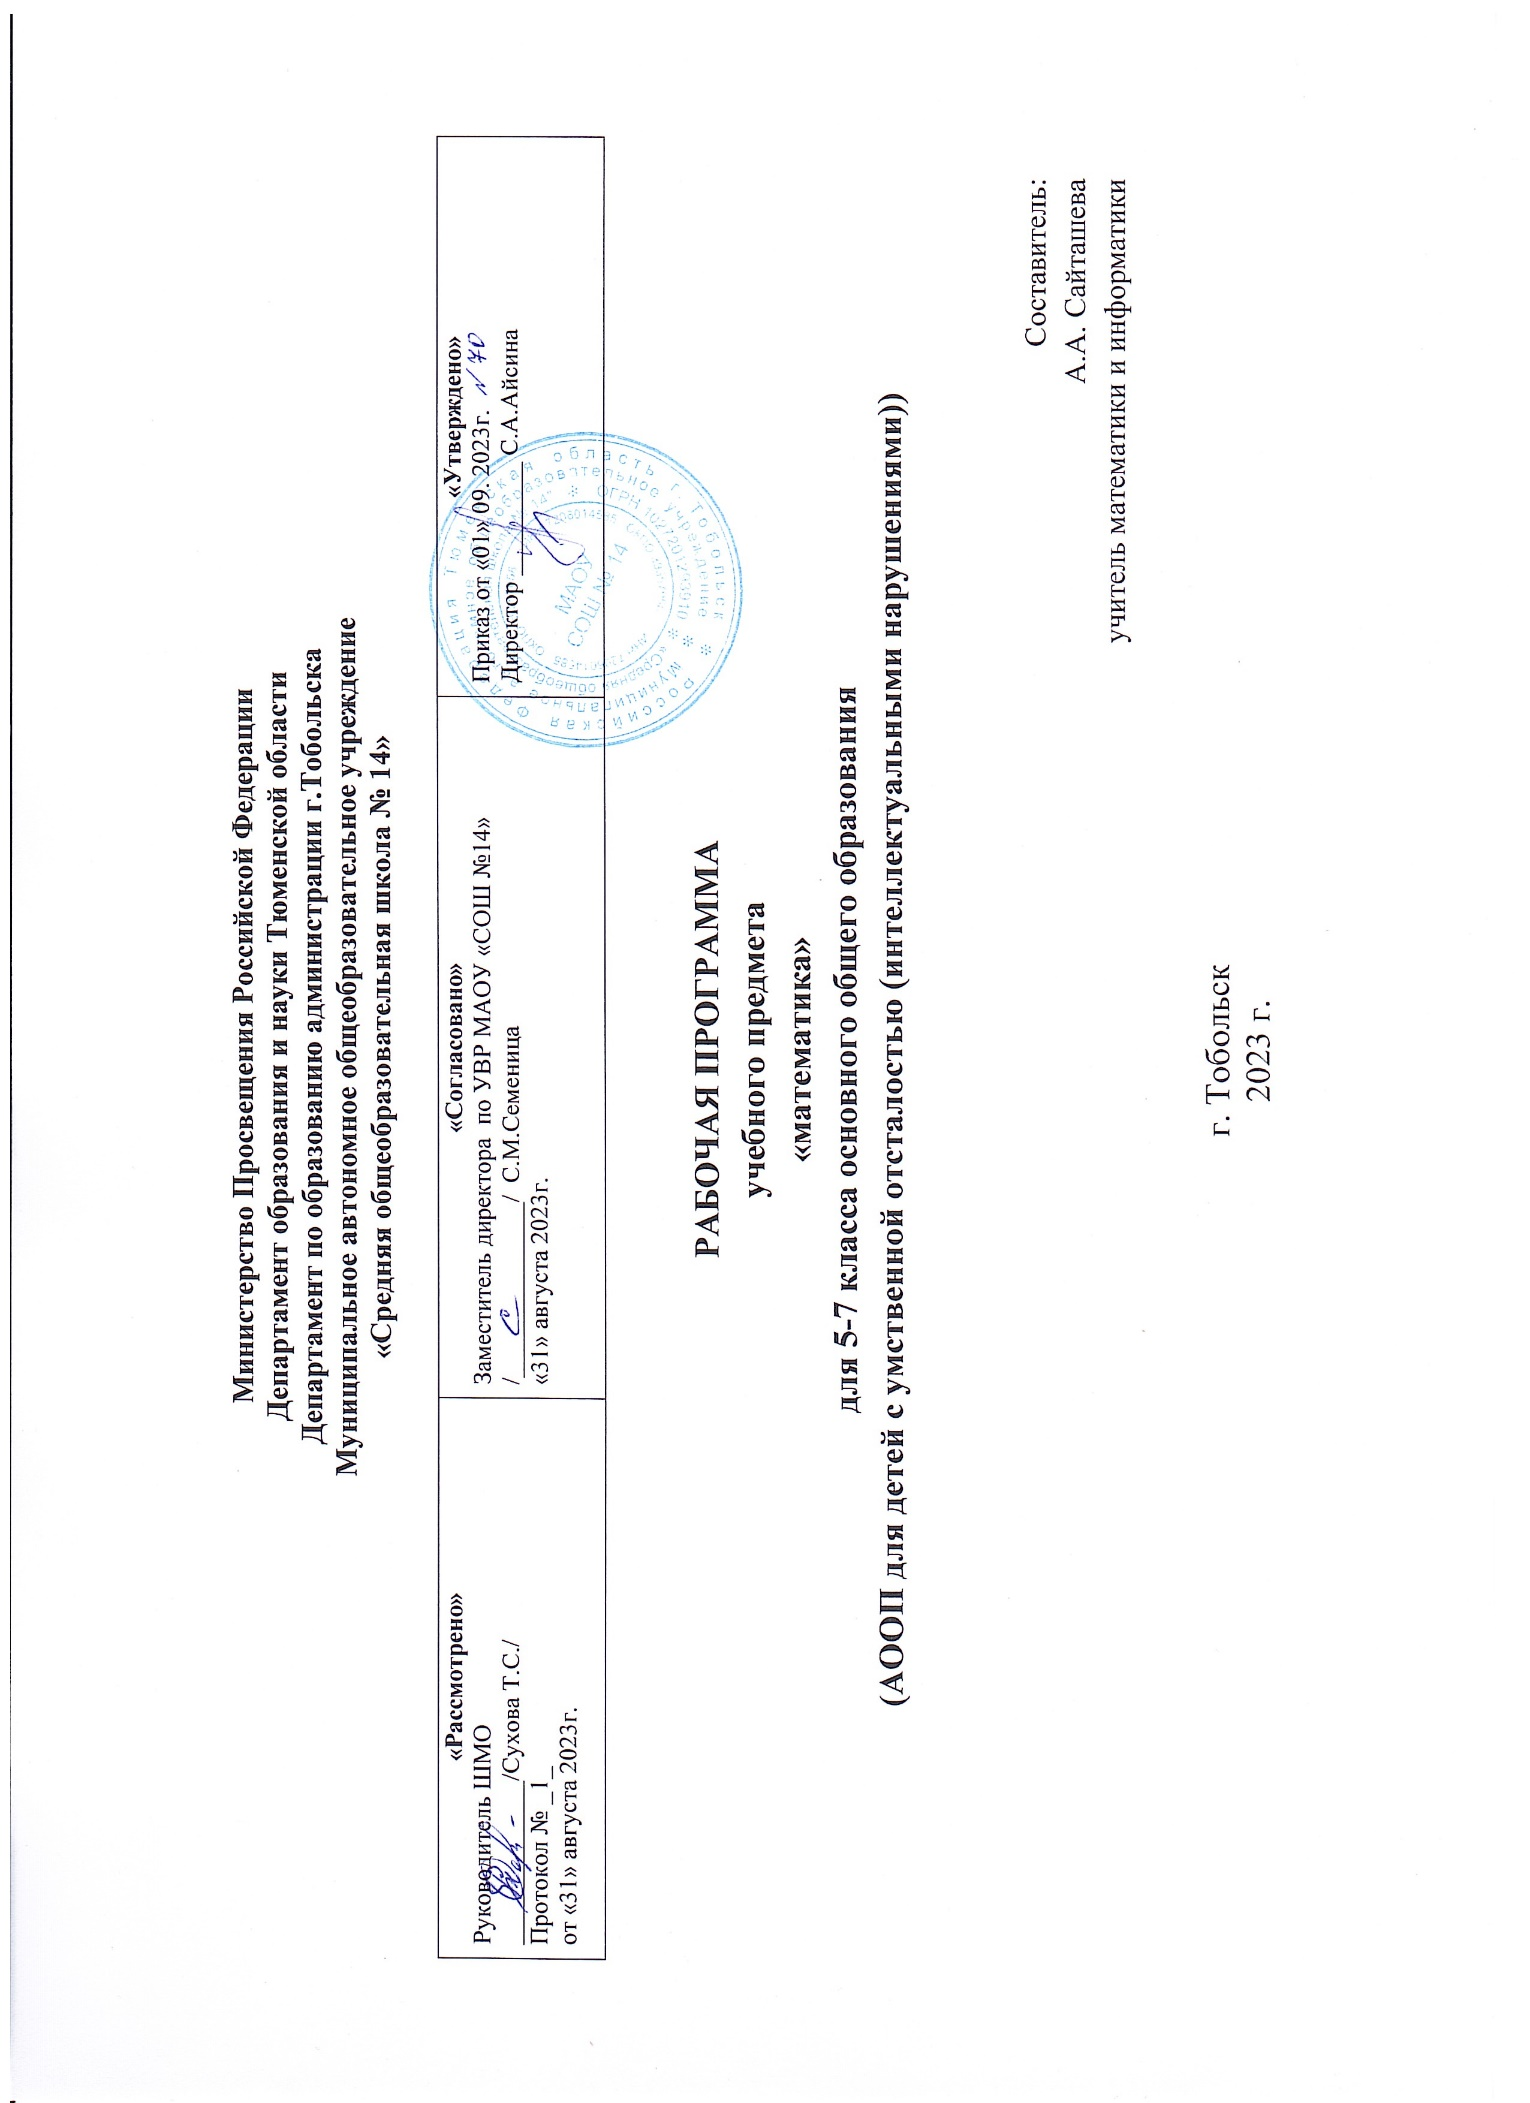 Министерство Просвещения Российской Федерации
Департамент образования и науки Тюменской области
Департамент по образованию администрации г.Тобольска
Муниципальное автономное общеобразовательное учреждение
«Средняя общеобразовательная школа № 14»
«Рассмотрено»
Руководитель ШМО
/Сухова Т.С./
Протокол № _1_
от «31» августа 2023г.
«Согласовано»
Заместитель директора по УВР МАОУ «СОШ №14»
/ / С.М.Семеница
«31» августа 2023г.
«Утверждено»
Приказ от «01» 09. 2023г. N 70
Директор С.А.Айсина
МАОУ
СОШ № 14
РАБОЧАЯ ПРОГРАММА
учебного предмета
«математика»
для 5-7 класса основного общего образования
(АООП для детей с умственной отсталостью (интеллектуальными нарушениями))
Составитель:
А.А. Сайташева
учитель математики и информатики
г. Тобольск
2023 г.